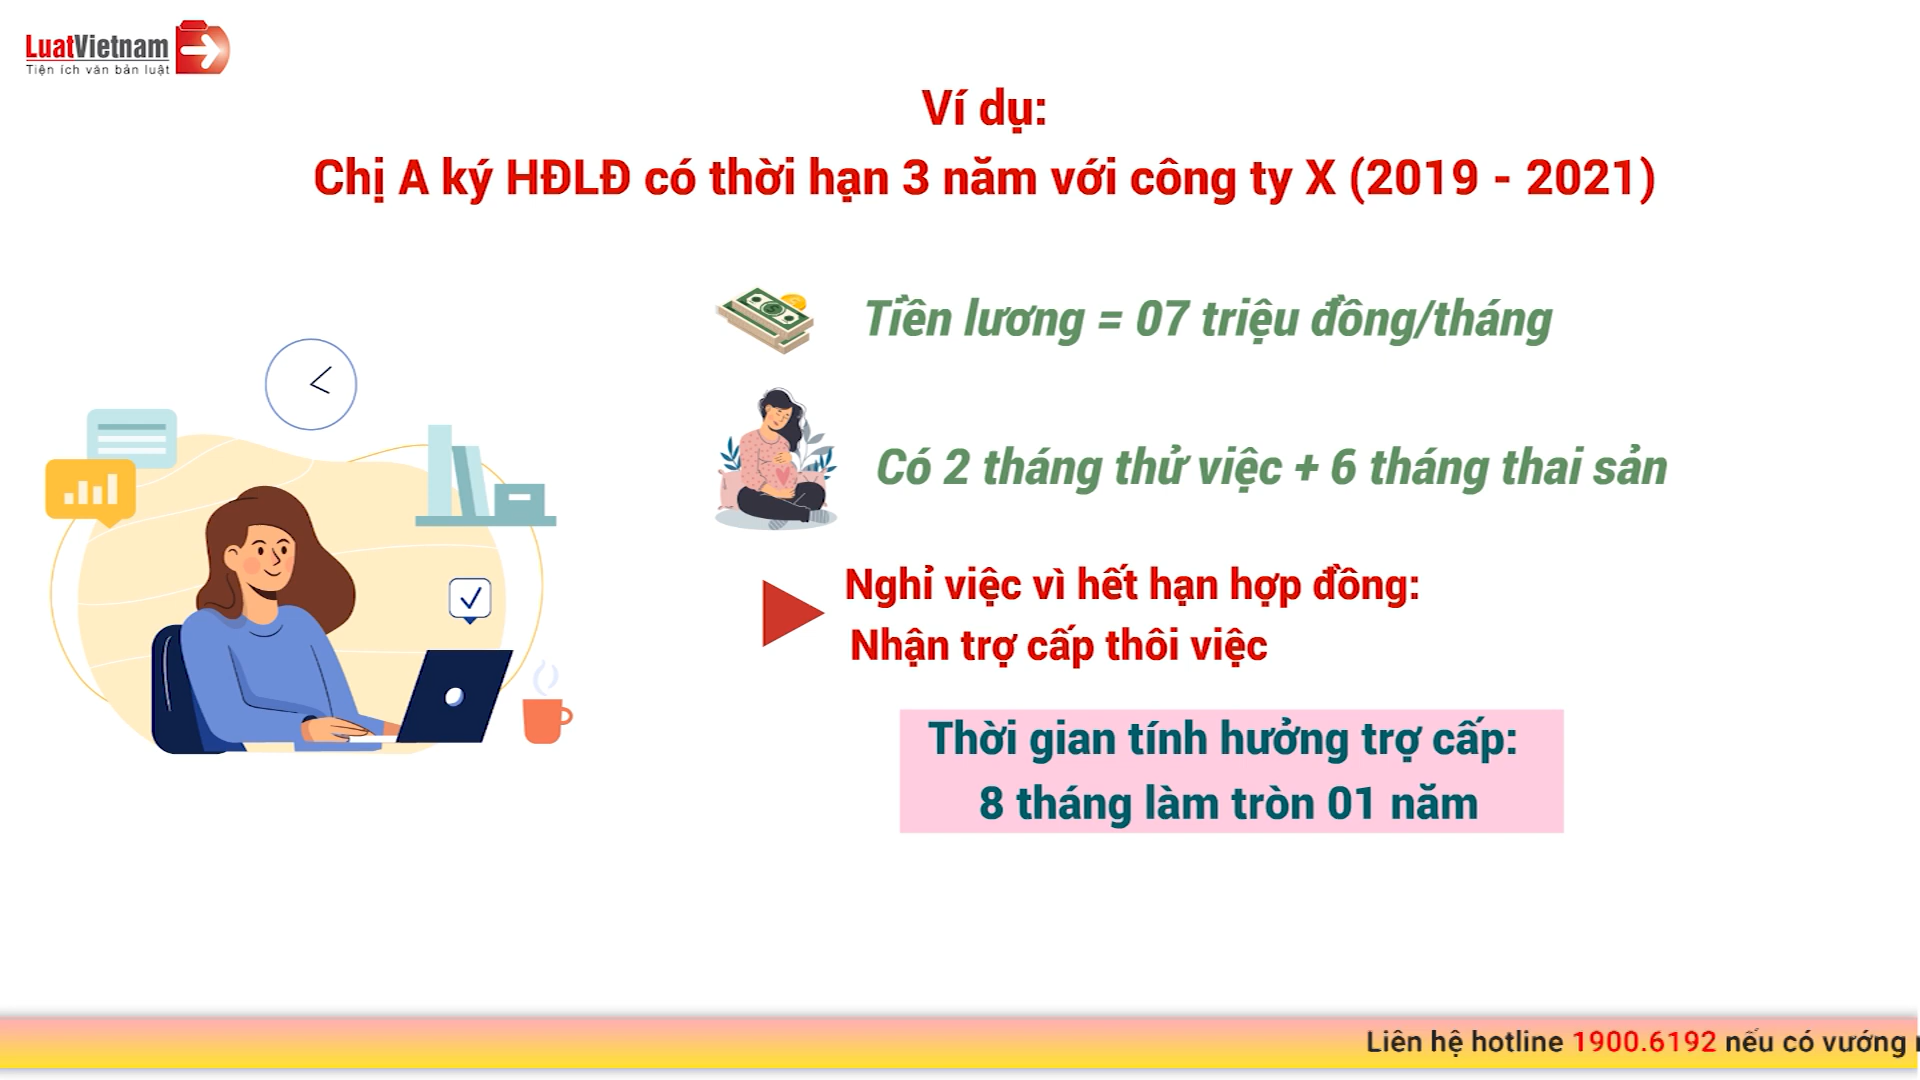 LuatVietnam
Tiện ích văn bản luật
Ví dụ:
Chị A ký HĐLĐ có thời hạn 3 năm với công ty X (2019 - 2021)
Tiền lương = 07 triệu đồng/tháng
Có 2 tháng thử việc + 6 tháng thai sản
Nghỉ việc vì hết hạn hợp đồng:
Nhận trợ cấp thôi việc
Thời gian tính hưởng trợ cấp:
8 tháng làm tròn 01 năm
Liên hệ hotline 1900.6192 nếu có vướng